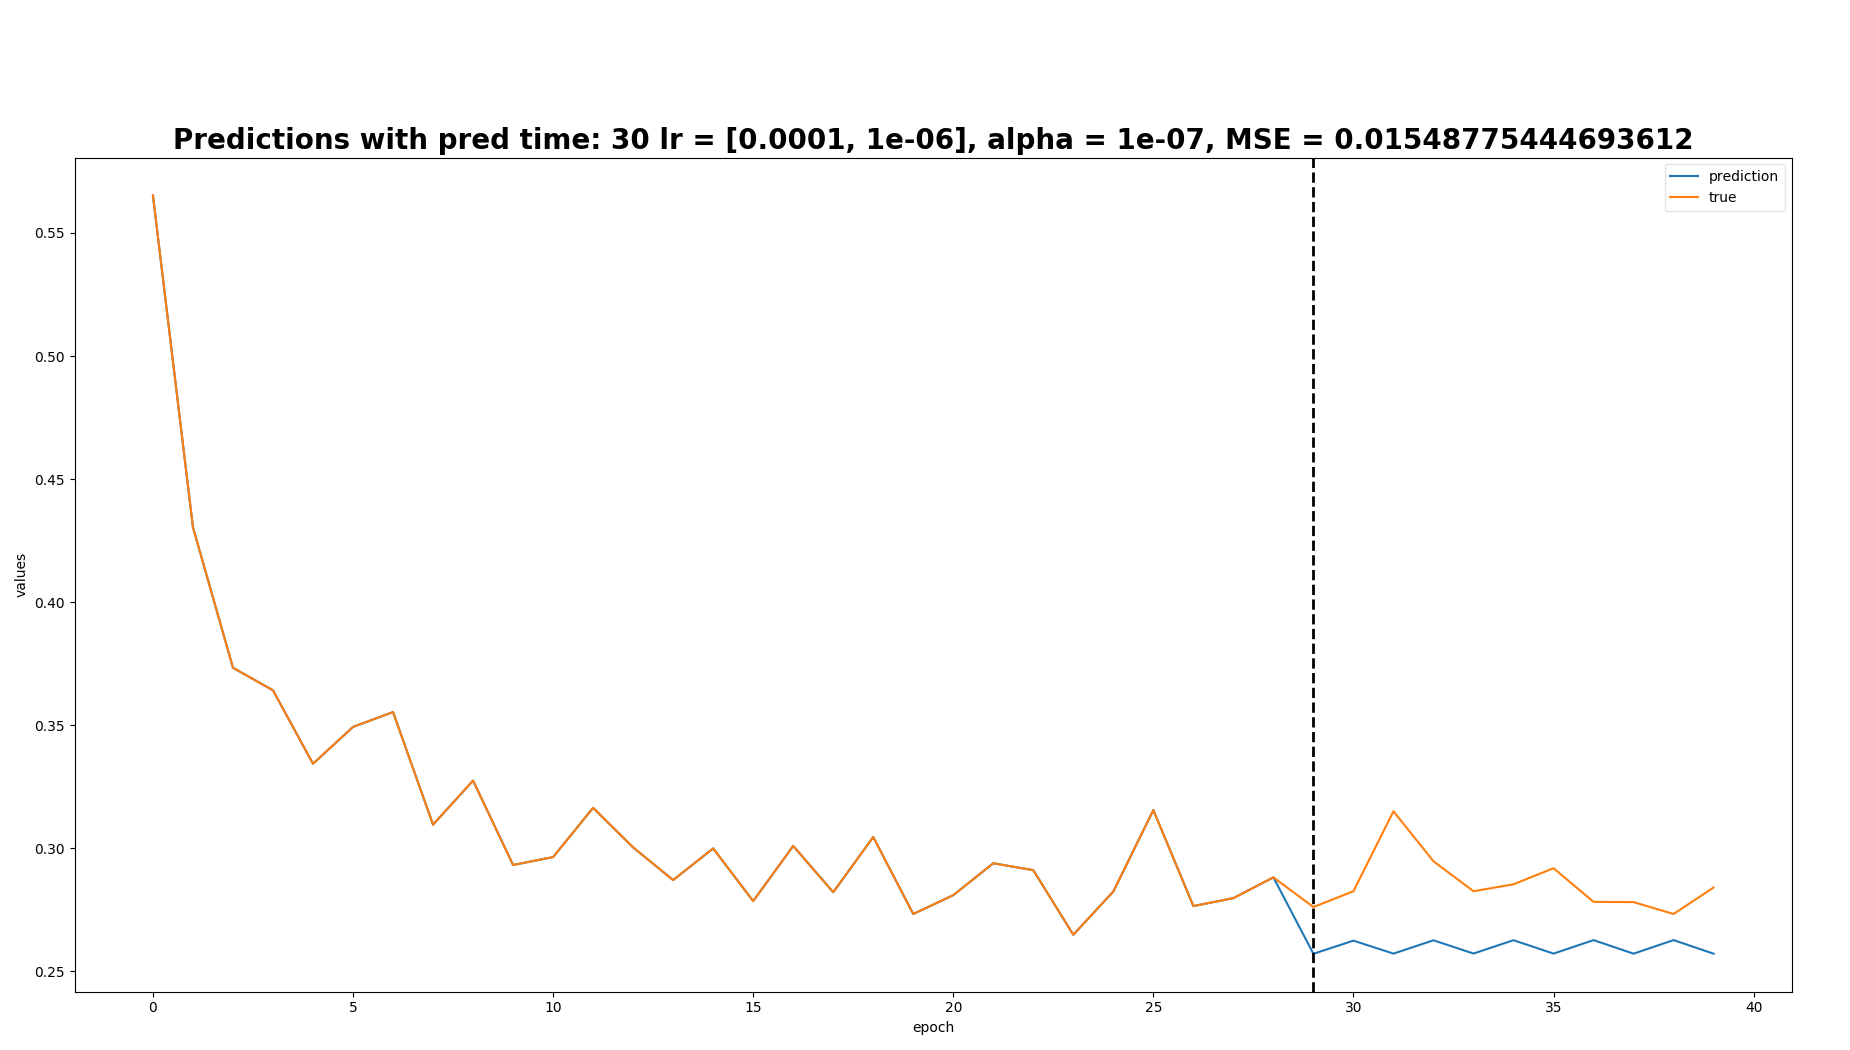 Predictions with pred time: 30 lr = [0.0001, 1e-06], alpha = 1e-07, MSE = 0.01548775444693612
prediction
true
values
0.55
0.50
0.45
0.40
0.35
0.30
0.25
0 5 10 15 20 25 30 35 40
epoch